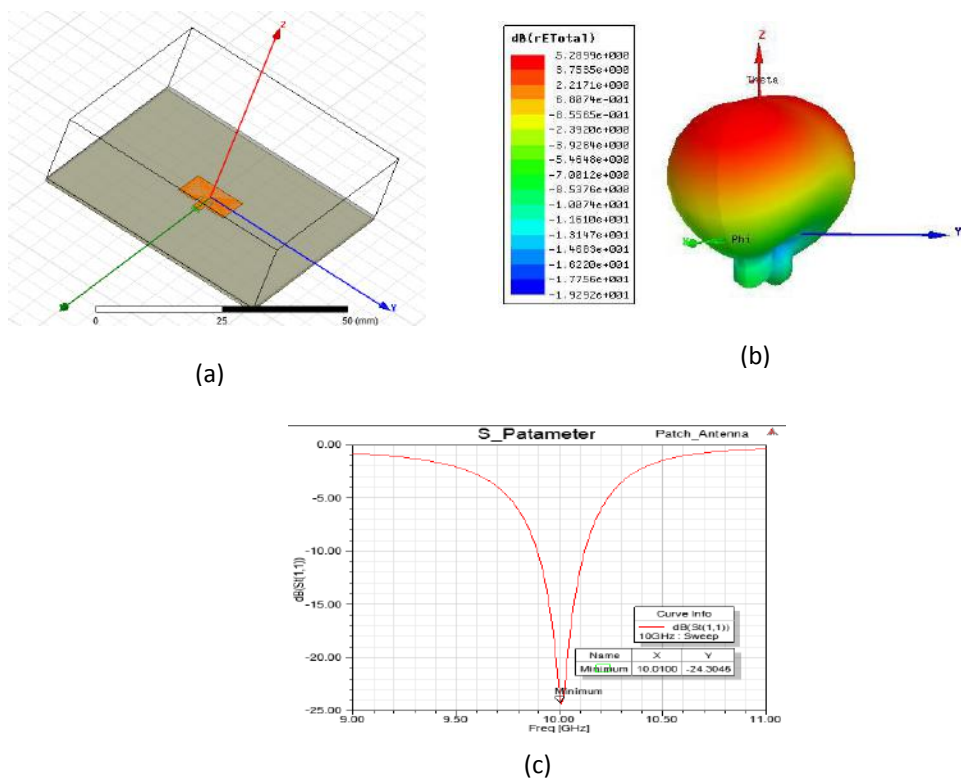 Z
Y
0
25
50 (mm)
(a)
dB(rETotal)
5.2899e+000
3.7535e+000
2.2171e+000
6.8074e-001
-8.5565e-001
-2.3920e+000
-3.9284e+000
-5.4648e+000
-7.0012e+000
-8.5376e+000
-1.0074e+001
-1.1610e+001
-1.3147e+001
-1.4683e+001
-1.6220e+001
-1.7756e+001
-1.9292e+001
Z
Theta
Phi
Y
(b)
S_Patameter
Patch_Antenna
0.00
-5.00
-10.00
-15.00
-20.00
-25.00
dB(St(1,1))
Curve Info
dB(St(1,1))
10GHz : Sweep
Name X Y
Minimum 10.0100 -24.3045
Minimum
9.00 9.50 10.00 10.50 11.00
Freq [GHz]
(c)